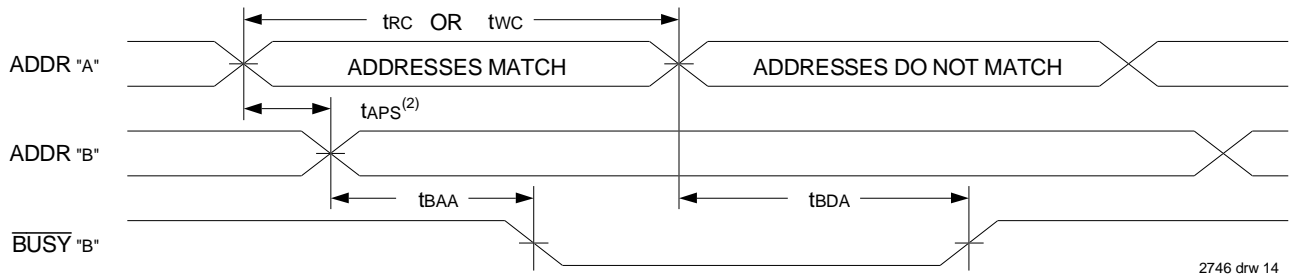 tRC OR tWC
ADDR "A"
ADDRESSES MATCH
ADDRESSES DO NOT MATCH
tAPS(2)
ADDR "B"
tBAA
tBDA
BUSY "B"
2746 drw 14